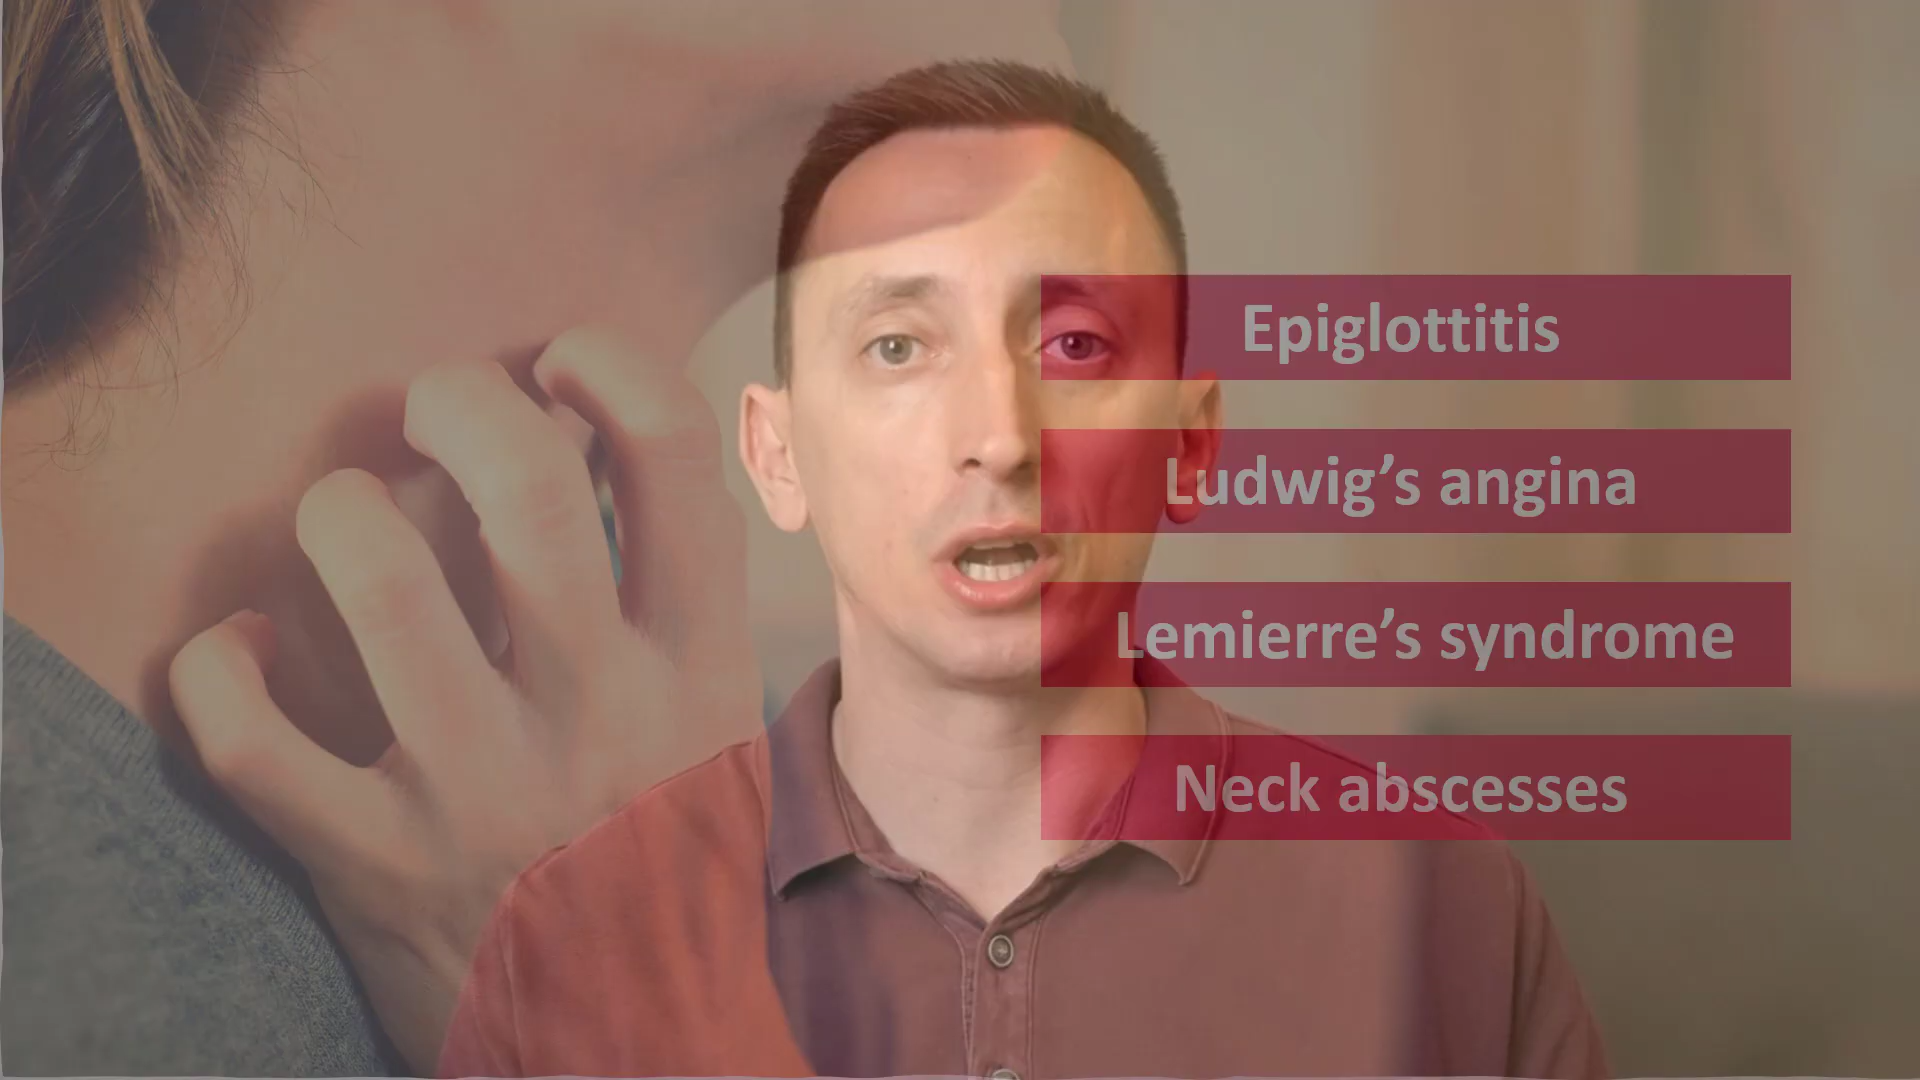 Epiglottitis
Ludwig’s angina
Lemierre’s syndrome
Neck abscesses